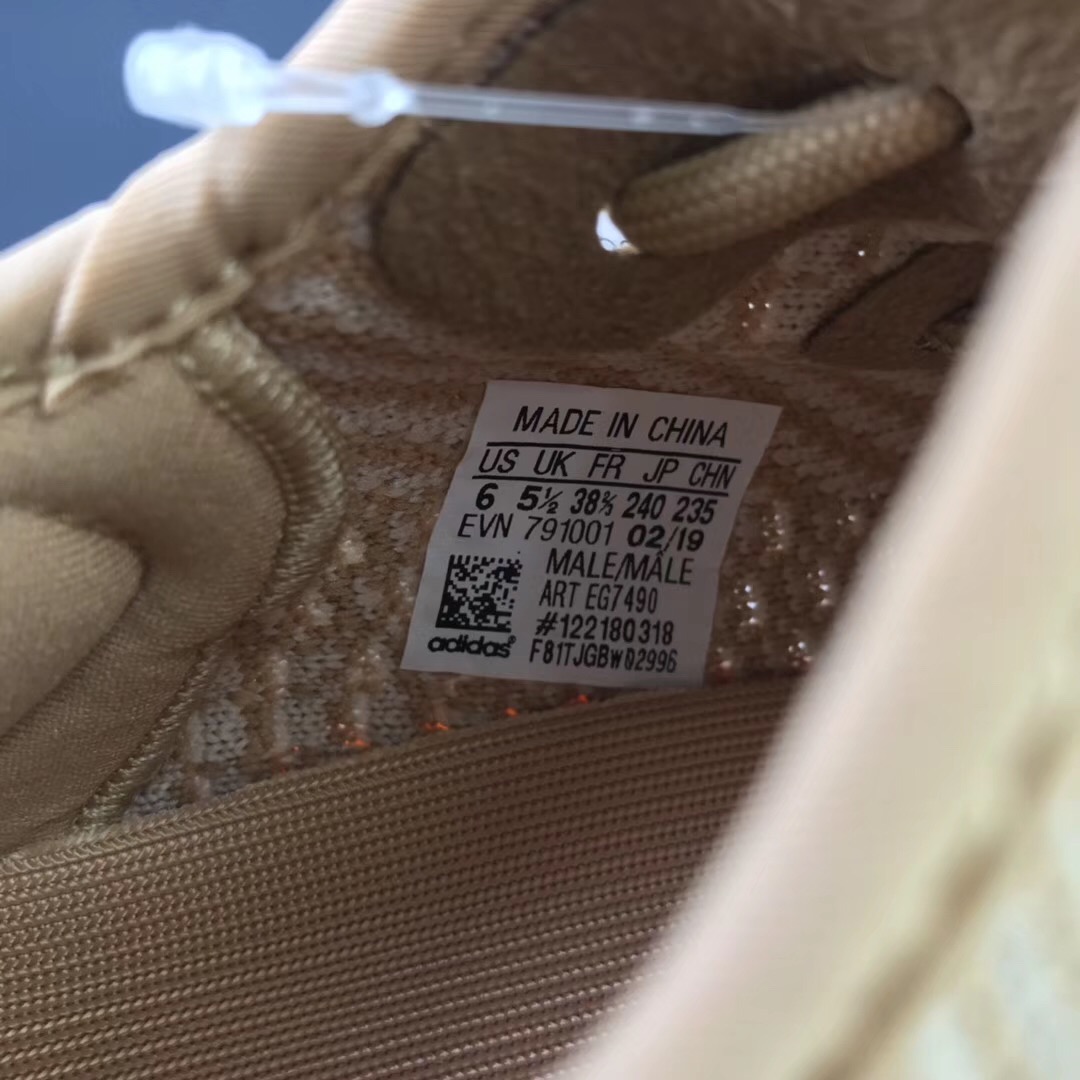 MADE IN CHINA
US UK FR JP CHN
6 5½ 38⅔ 240 235
EVN 791001 02/19
MALE/MÂLE
ART EG7490
#122180318
adidas® F81TJGBW02996